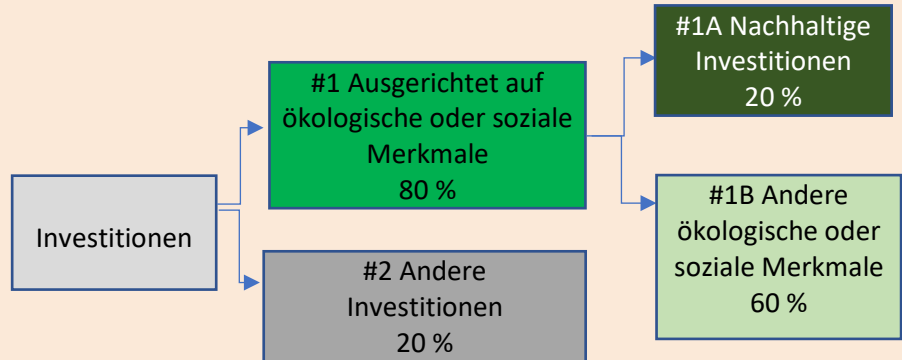 Investitionen
#1 Ausgerichtet auf
ökologische oder soziale
Merkmale
80 %
#2 Andere
Investitionen
20 %
#1A Nachhaltige
Investitionen
20 %
#1B Andere
ökologische oder
soziale Merkmale
60 %